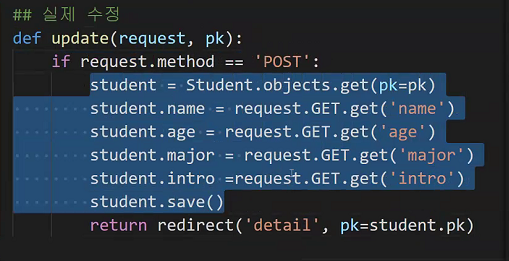 ## 실제 수정
def update(request, pk):
    if request.method == 'POST':
        student = Student.objects.get(pk=pk)
        student.name = request.GET.get('name')
        student.age = request.GET.get('age')
        student.major = request.GET.get('major')
        student.intro =request.GET.get('intro')
        student.save()
        return redirect('detail', pk=student.pk)